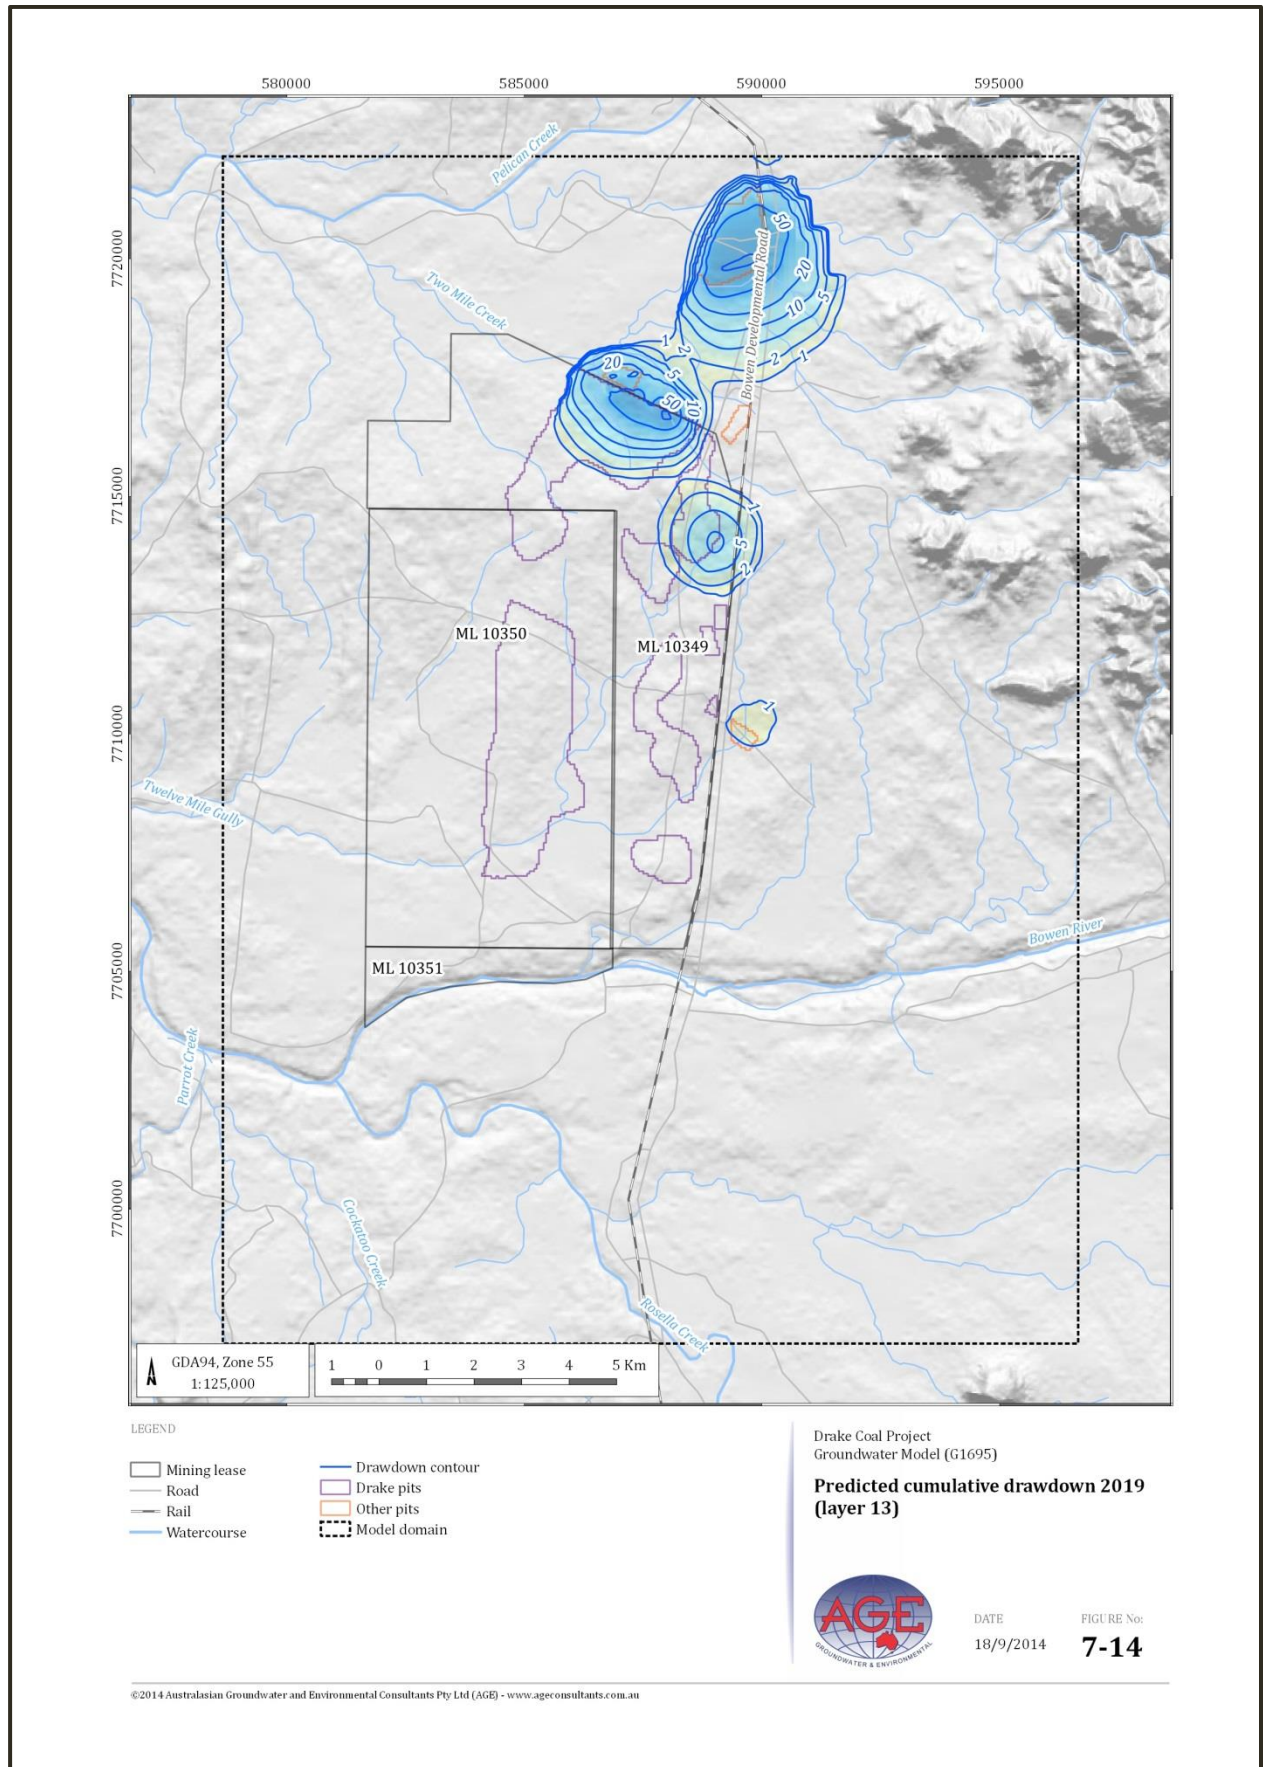 580000 585000 590000 595000
Pelican Creek
7720000
50
Bowen Developmental Road
20
Two Mile Creek
5
10
1
2
2
1
20
5
50
10
7715000
1
5
2
ML 10350
ML 10349
1
7710000
Twelve Mile Gully
Bowen River
ML 10351
7705000
Parrot Creek
7700000
Cockatoo Creek
Rosella Creek
N
GDA94, Zone 55
1:125,000
1 0 1 2 3 4 5 Km
LEGEND
Mining lease
Road
Rail
Watercourse
Drawdown contour
Drake pits
Other pits
Model domain
Drake Coal Project
Groundwater Model (G1695)
Predicted cumulative drawdown 2019
(layer 13)
AGE
GROUNDWATER & ENVIRONMENTAL
DATE
18/9/2014
FIGURE No:
7-14
©2014 Australasian Groundwater and Environmental Consultants Pty Ltd (AGE) - www.ageconsultants.com.au